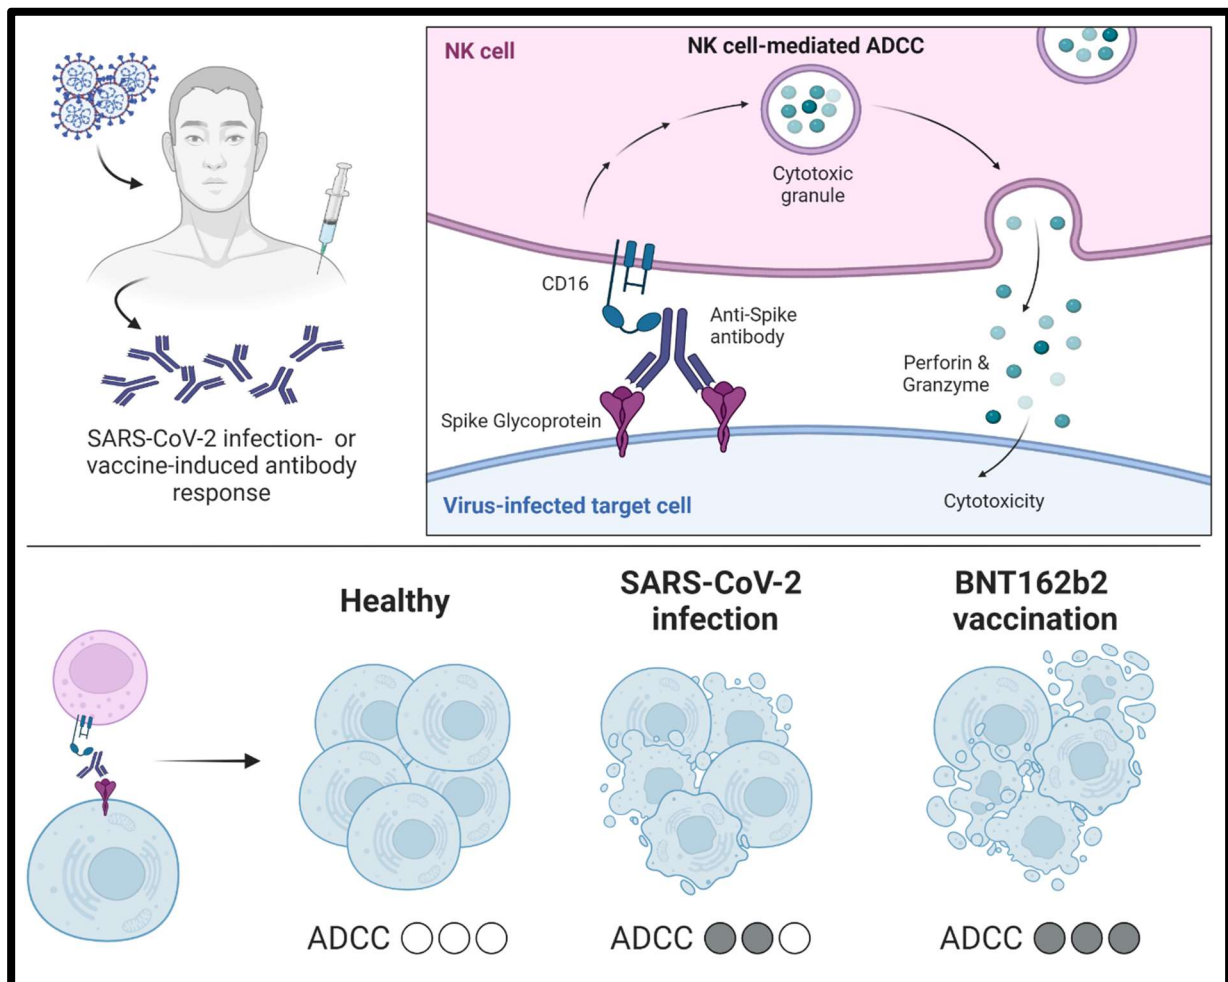 NK cell
NK cell-mediated ADCC
Cytotoxic
granule
CD16
Anti-Spike
antibody
Perforin &
Granzyme
Spike Glycoprotein
Virus-infected target cell
Cytotoxicity
SARS-CoV-2 infection- or
vaccine-induced antibody
response
Healthy
SARS-CoV-2
infection
BNT162b2
vaccination
ADCC
ADCC
ADCC